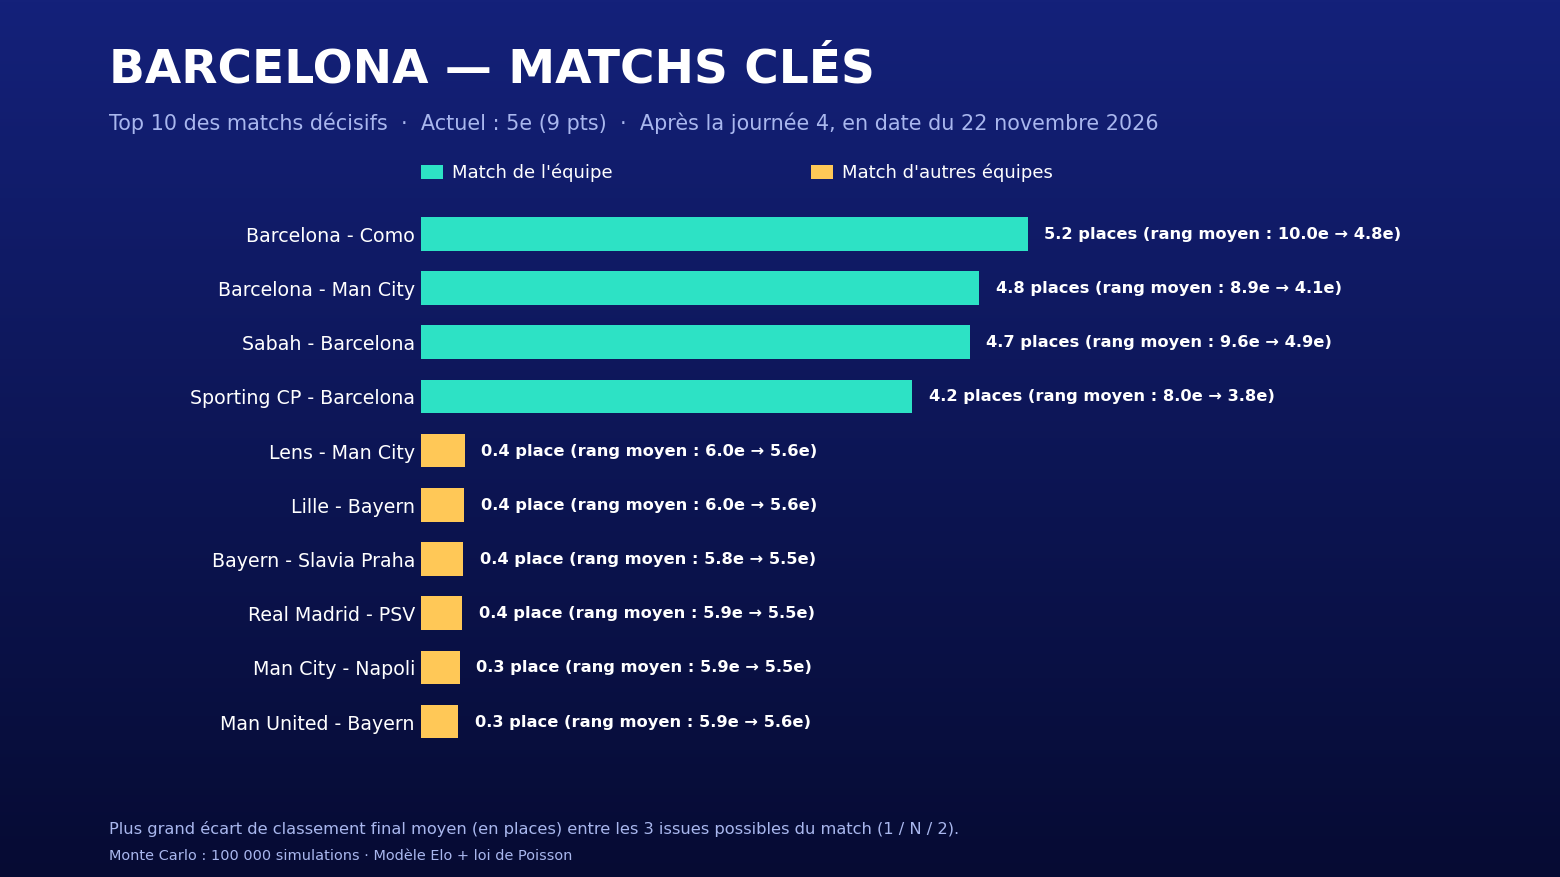 BARCELONA — MATCHS CLÉS
Top 10 des matchs décisifs · Actuel : 5e (9 pts) · Après la journée 4, en date du 22 novembre 2026
Match de l'équipe
Match d'autres équipes
Barcelona - Como 5.2 places (rang moyen : 10.0e → 4.8e)
Barcelona - Man City 4.8 places (rang moyen : 8.9e → 4.1e)
Sabah - Barcelona 4.7 places (rang moyen : 9.6e → 4.9e)
Sporting CP - Barcelona 4.2 places (rang moyen : 8.0e → 3.8e)
Lens - Man City 0.4 place (rang moyen : 6.0e → 5.6e)
Lille - Bayern 0.4 place (rang moyen : 6.0e → 5.6e)
Bayern - Slavia Praha 0.4 place (rang moyen : 5.8e → 5.5e)
Real Madrid - PSV 0.4 place (rang moyen : 5.9e → 5.5e)
Man City - Napoli 0.3 place (rang moyen : 5.9e → 5.5e)
Man United - Bayern 0.3 place (rang moyen : 5.9e → 5.6e)
Plus grand écart de classement final moyen (en places) entre les 3 issues possibles du match (1 / N / 2).
Monte Carlo : 100 000 simulations · Modèle Elo + loi de Poisson